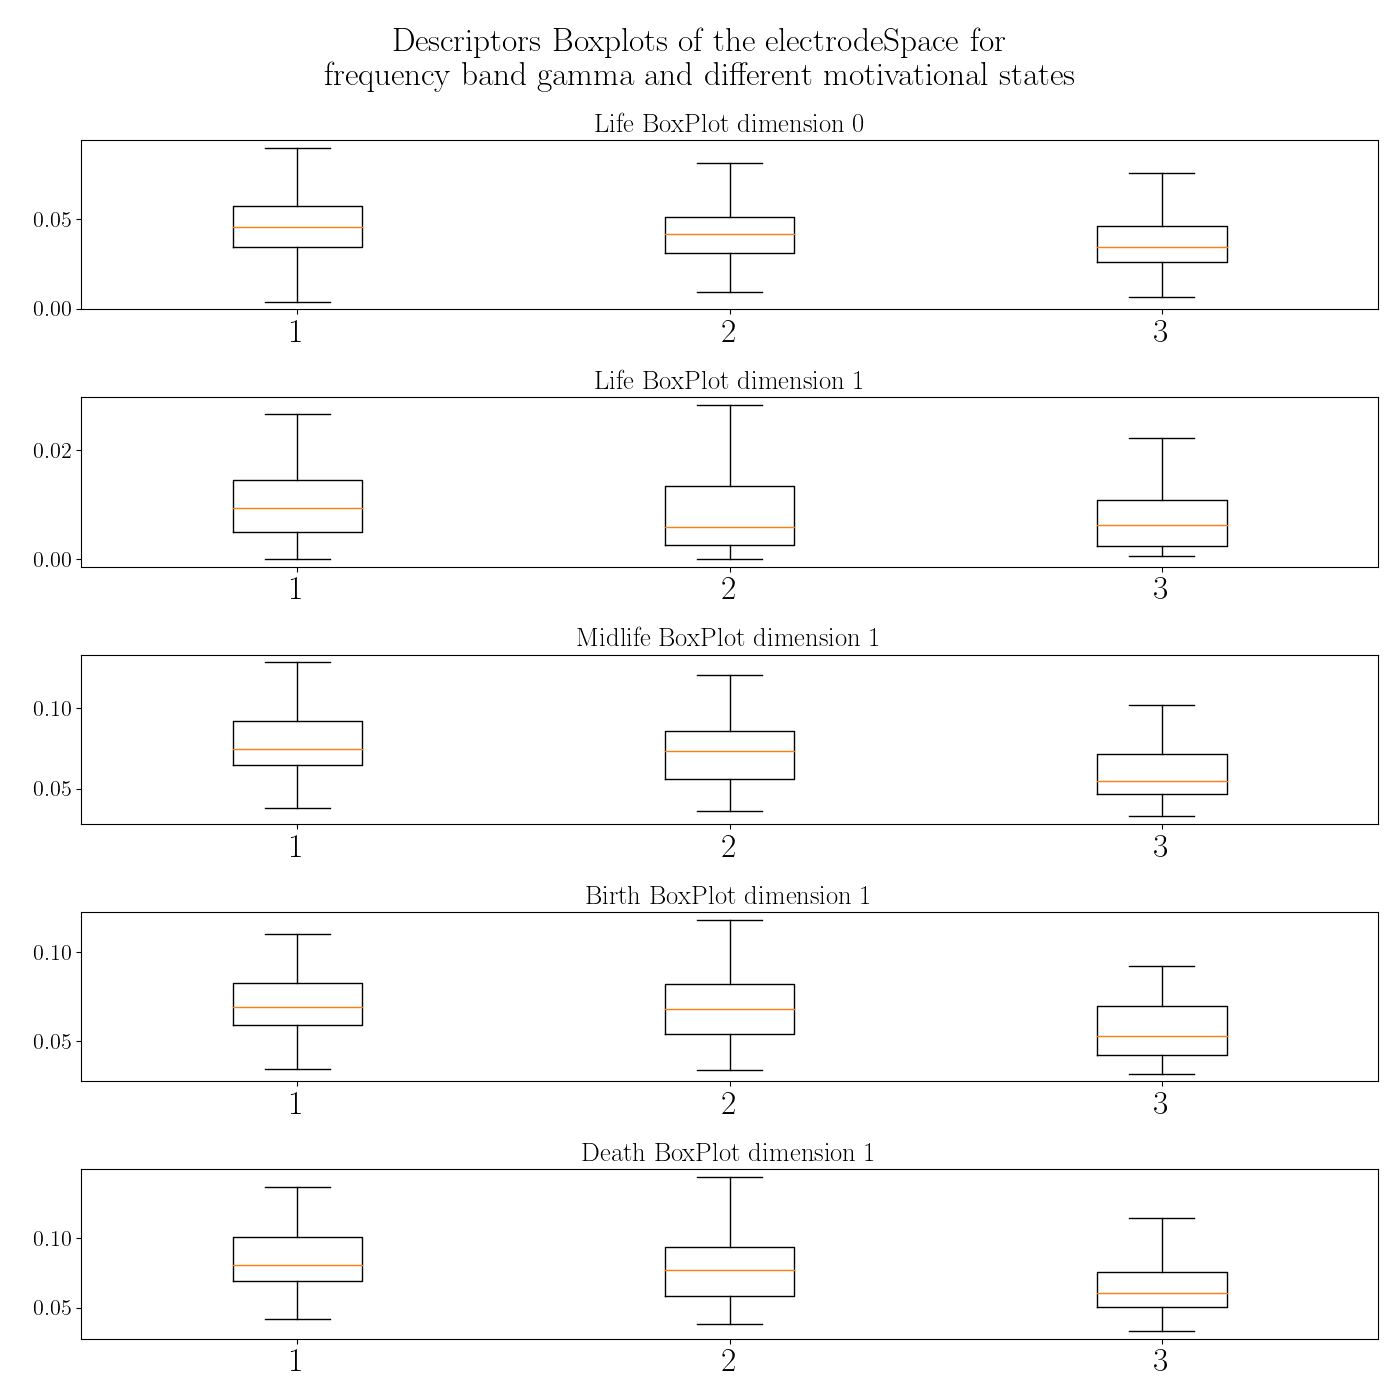 Descriptors Boxplots of the electrodeSpace for
frequency band gamma and different motivational states
Life BoxPlot dimension 0
0.05
0.00
1 2 3
Life BoxPlot dimension 1
0.02
0.00
1 2 3
Midlife BoxPlot dimension 1
0.10
0.05
1 2 3
Birth BoxPlot dimension 1
0.10
0.05
1 2 3
Death BoxPlot dimension 1
0.10
0.05
1 2 3